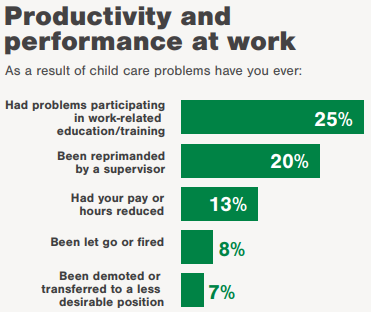 Productivity and
performance at work
As a result of child care problems have you ever:
Had problems participating
in work-related
education/training
25%
Been reprimanded
by a supervisor
20%
Had your pay or
hours reduced
13%
Been let go or fired
8%
Been demoted or
transferred to a less
desirable position
7%